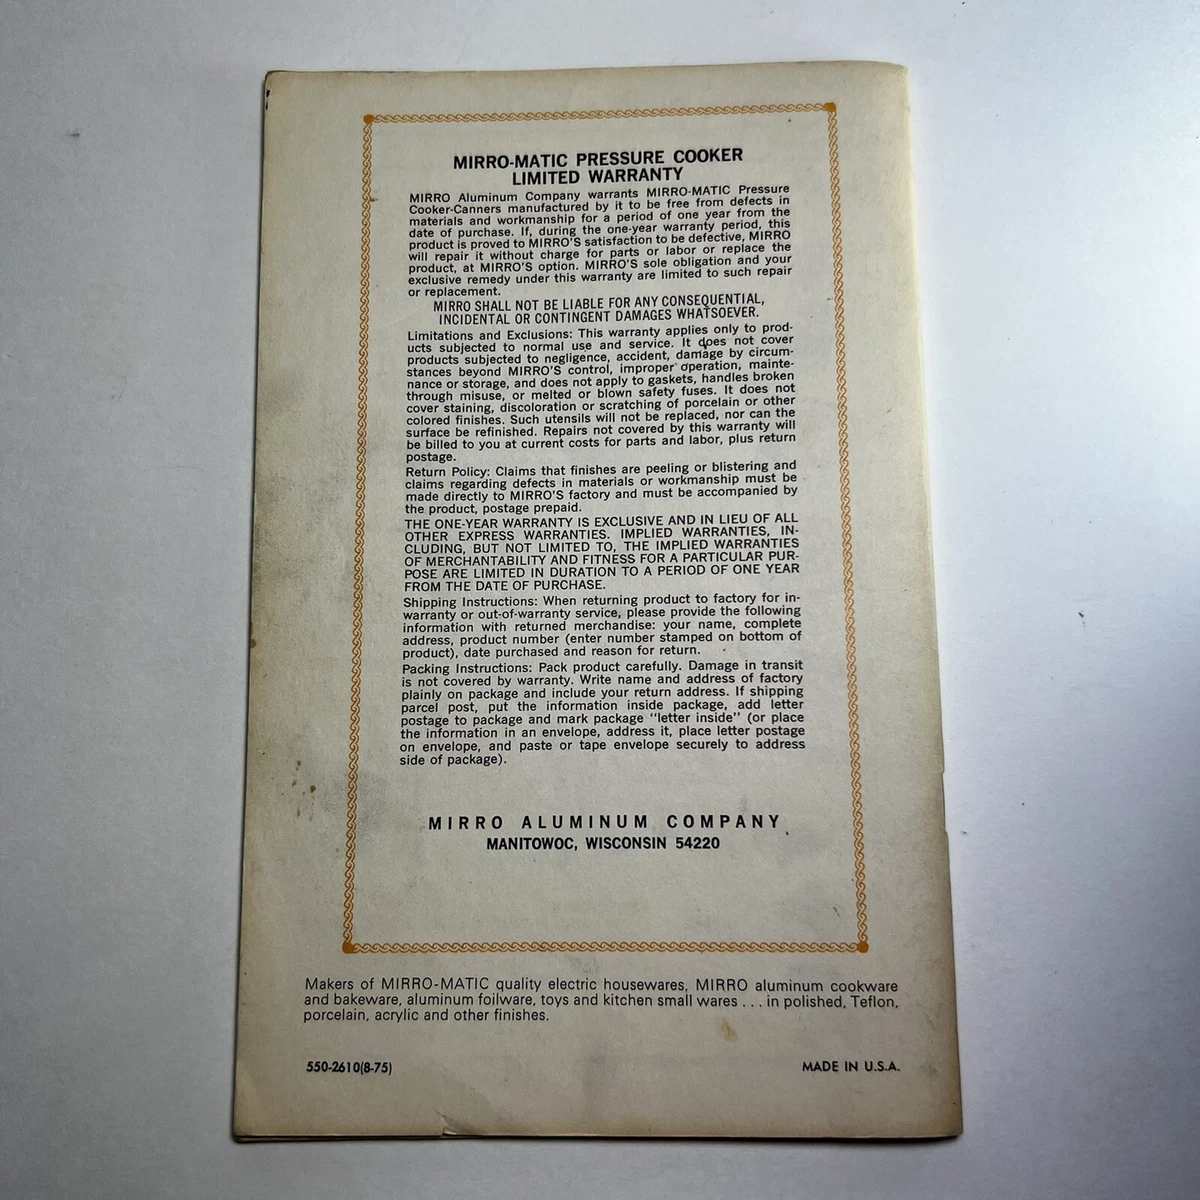 MIRRO-MATIC PRESSURE COOKER
LIMITED WARRANTY
MIRRO Aluminum Company warrants MIRRO-MATIC Pressure
Cooker-Canners manufactured by it to be free from defects in
materials and workmanship for a period of one year from the
date of purchase. If, during the one-year warranty period, this
product is proved to MIRRO'S satisfaction to be defective, MIRRO
will repair it without charge for parts or labor or replace the
product, at MIRRO'S option. MIRRO'S sole obligation and your
exclusive remedy under this warranty are limited to such repair
or replacement.
MIRRO SHALL NOT BE LIABLE FOR ANY CONSEQUENTIAL,
INCIDENTAL OR CONTINGENT DAMAGES WHATSOEVER.
Limitations and Exclusions: This warranty applies only to prod-
ucts subjected to normal use and service. It does not cover
products subjected to negligence, accident, damage by circum-
stances beyond MIRRO'S control, improper operation, mainte-
nance or storage, and does not apply to gaskets, handles broken
through misuse, or melted or blown safety fuses. It does not
cover staining, discoloration or scratching of porcelain or other
colored finishes. Such utensils will not be replaced, nor can the
surface be refinished. Repairs not covered by this warranty will
be billed to you at current costs for parts and labor, plus return
postage.
Return Policy: Claims that finishes are peeling or blistering and
claims regarding defects in materials or workmanship must be
made directly to MIRRO'S factory and must be accompanied by
the product, postage prepaid.
THE ONE-YEAR WARRANTY IS EXCLUSIVE AND IN LIEU OF ALL
OTHER EXPRESS WARRANTIES. IMPLIED WARRANTIES, IN-
CLUDING, BUT NOT LIMITED TO, THE IMPLIED WARRANTIES
OF MERCHANTABILITY AND FITNESS FOR A PARTICULAR PUR-
POSE ARE LIMITED IN DURATION TO A PERIOD OF ONE YEAR
FROM THE DATE OF PURCHASE.
Shipping Instructions: When returning product to factory for in-
warranty or out-of-warranty service, please provide the following
information with returned merchandise: your name, complete
address, product number (enter number stamped on bottom of
product), date purchased and reason for return.
Packing Instructions: Pack product carefully. Damage in transit
is not covered by warranty. Write name and address of factory
plainly on package and include your return address. If shipping
parcel post, put the information inside package, add letter
postage to package and mark package "letter inside" (or place
the information in an envelope, address it, place letter postage
on envelope, and paste or tape envelope securely to address
side of package).
MIRRO ALUMINUM COMPANY
MANITOWOC, WISCONSIN 54220
Makers of MIRRO-MATIC quality electric housewares, MIRRO aluminum cookware
and bakeware, aluminum foilware, toys and kitchen small wares . . . in polished, Teflon,
porcelain, acrylic and other finishes.
550-2610(8-75)
MADE IN U.S.A.